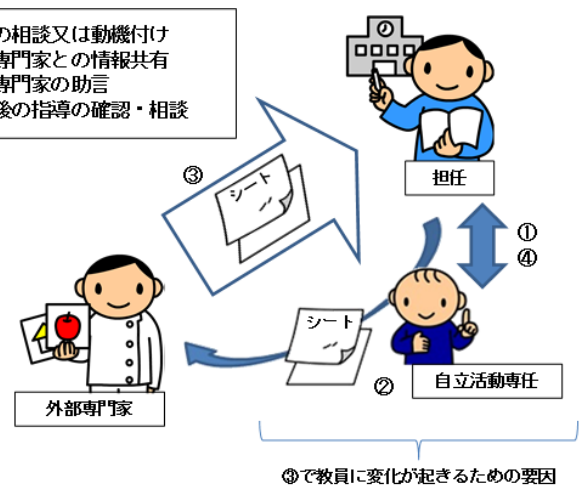 の相談又は動機付け
専門家との情報共有
専門家の助言
後の指導の確認・相談
③
シート
担任
①
④
シート
②
自立活動専任
外部専門家
③で教員に変化が起きるための要因